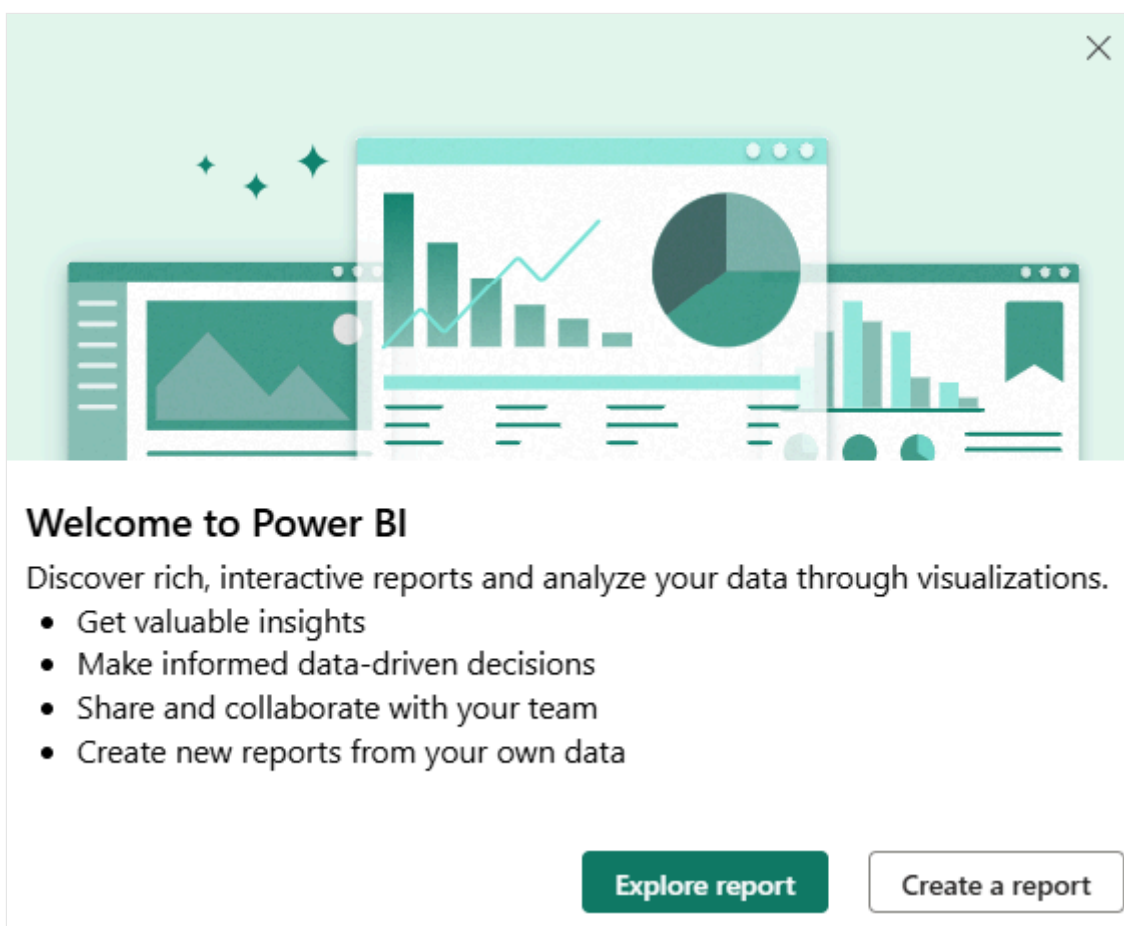 Welcome to Power BI
Discover rich, interactive reports and analyze your data through visualizations.
• Get valuable insights
• Make informed data-driven decisions
• Share and collaborate with your team
• Create new reports from your own data
Explore report
Create a report